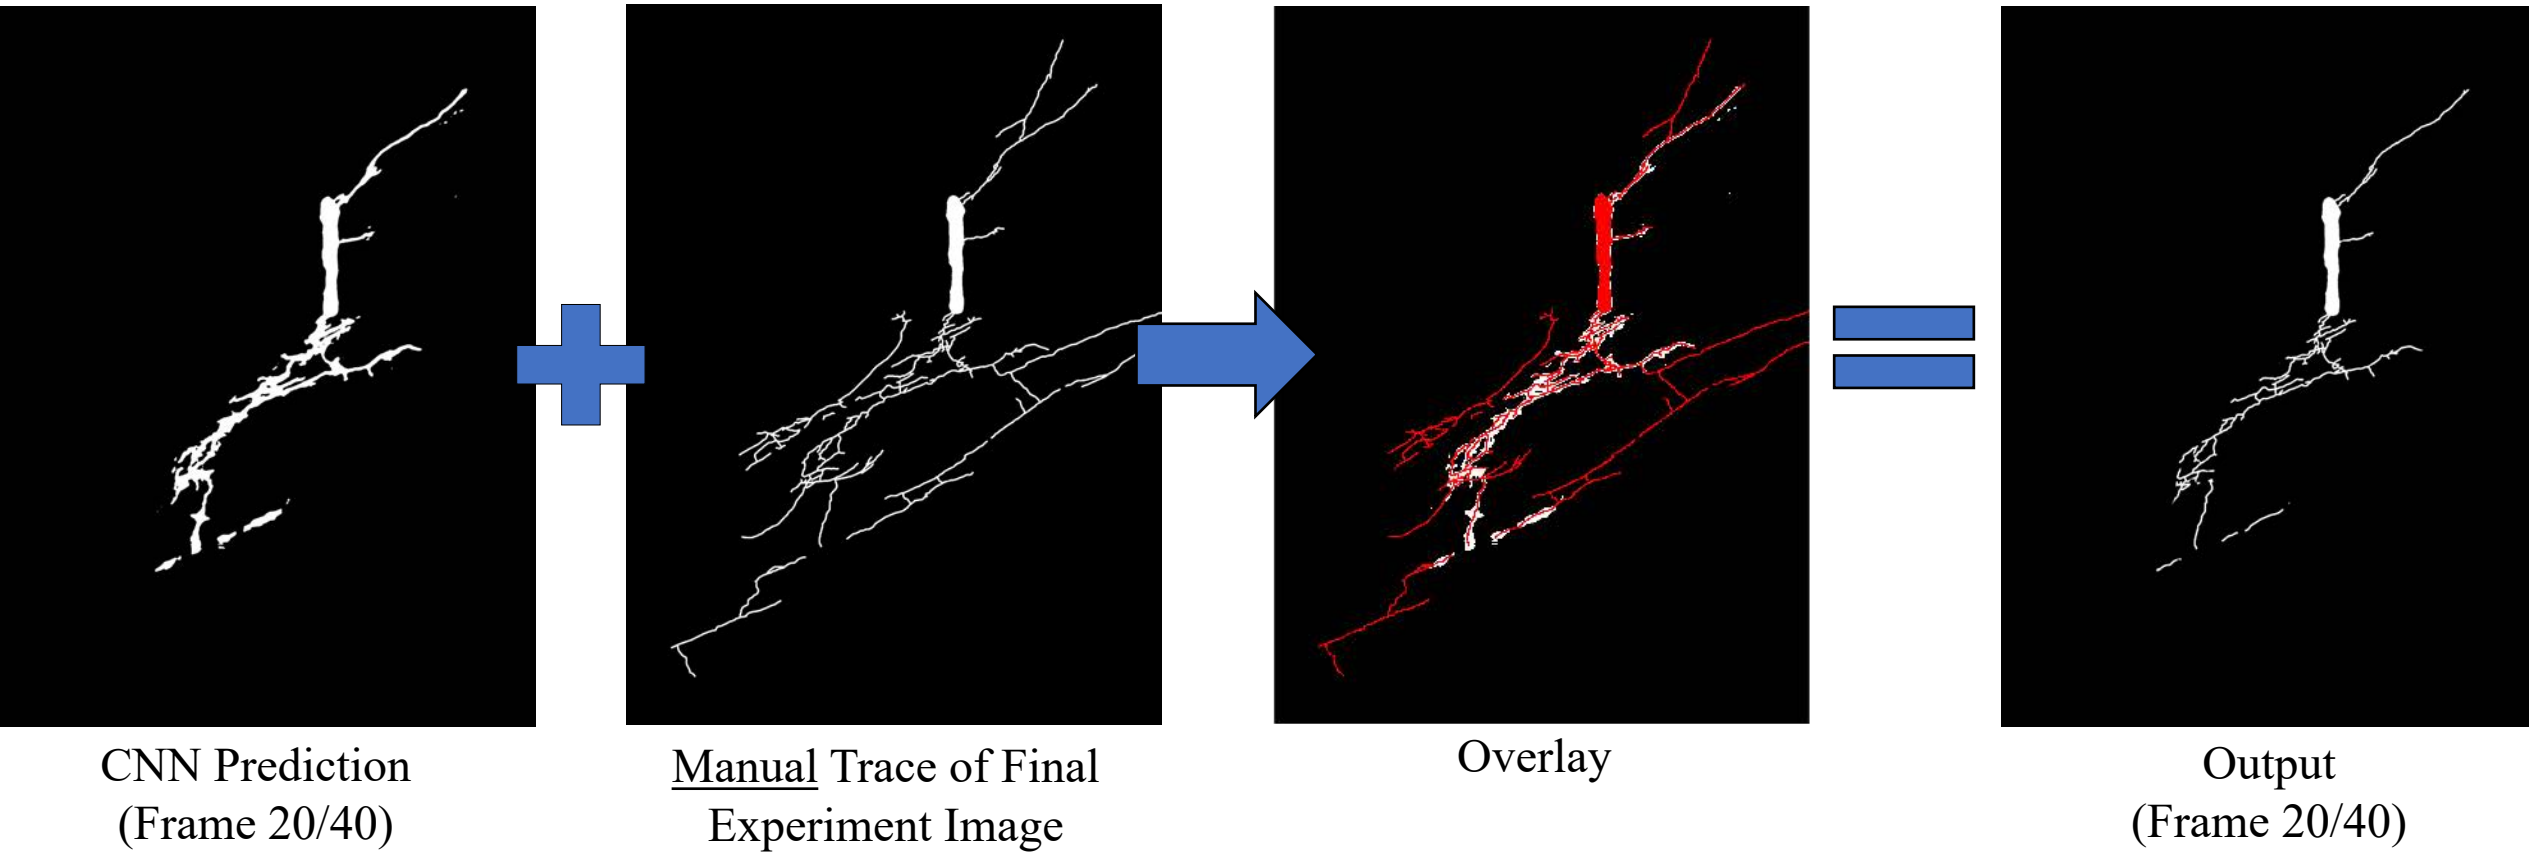 CNN Prediction
(Frame 20/40)
Manual Trace of Final
Experiment Image
Overlay
Output
(Frame 20/40)